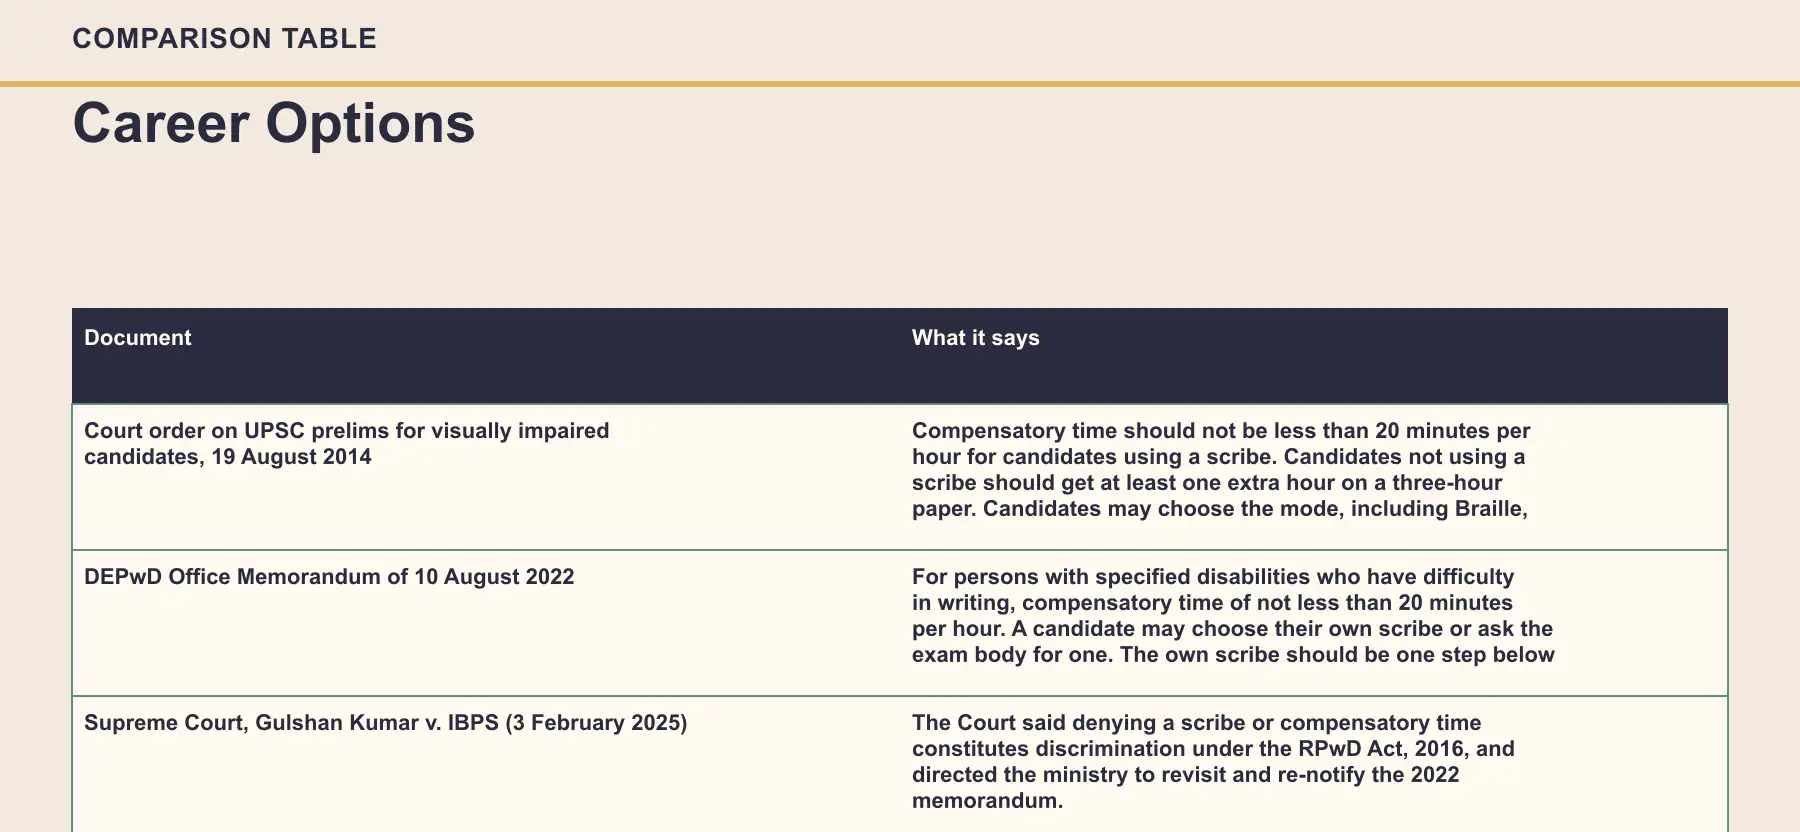 COMPARISON TABLE
Career Options
Document
What it says
Court order on UPSC prelims for visually impaired
candidates, 19 August 2014
Compensatory time should not be less than 20 minutes per
hour for candidates using a scribe. Candidates not using a
scribe should get at least one extra hour on a three-hour
paper. Candidates may choose the mode, including Braille,
DEPwD Office Memorandum of 10 August 2022
For persons with specified disabilities who have difficulty
in writing, compensatory time of not less than 20 minutes
per hour. A candidate may choose their own scribe or ask the
exam body for one. The own scribe should be one step below
Supreme Court, Gulshan Kumar v. IBPS (3 February 2025)
The Court said denying a scribe or compensatory time
constitutes discrimination under the RPwD Act, 2016, and
directed the ministry to revisit and re-notify the 2022
memorandum.